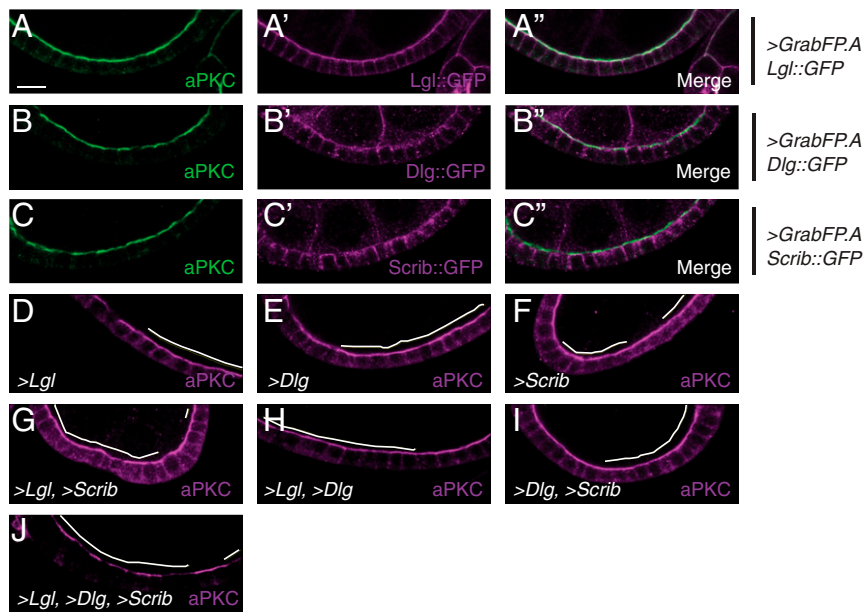 A
aPKC
A’
Lgl::GFP
A”
Merge
>GrabFP.A
Lgl::GFP
B
aPKC
B’
Dlg::GFP
B”
Merge
>GrabFP.A
Dlg::GFP
C
aPKC
C’
Scrib::GFP
C”
Merge
>GrabFP.A
Scrib::GFP
D
>Lgl
aPKC
E
>Dlg
aPKC
F
>Scrib
aPKC
G
>Lgl, >Scrib
aPKC
H
>Lgl, >Dlg
aPKC
I
>Dlg, >Scrib
aPKC
J
>Lgl, >Dlg, >Scrib
aPKC